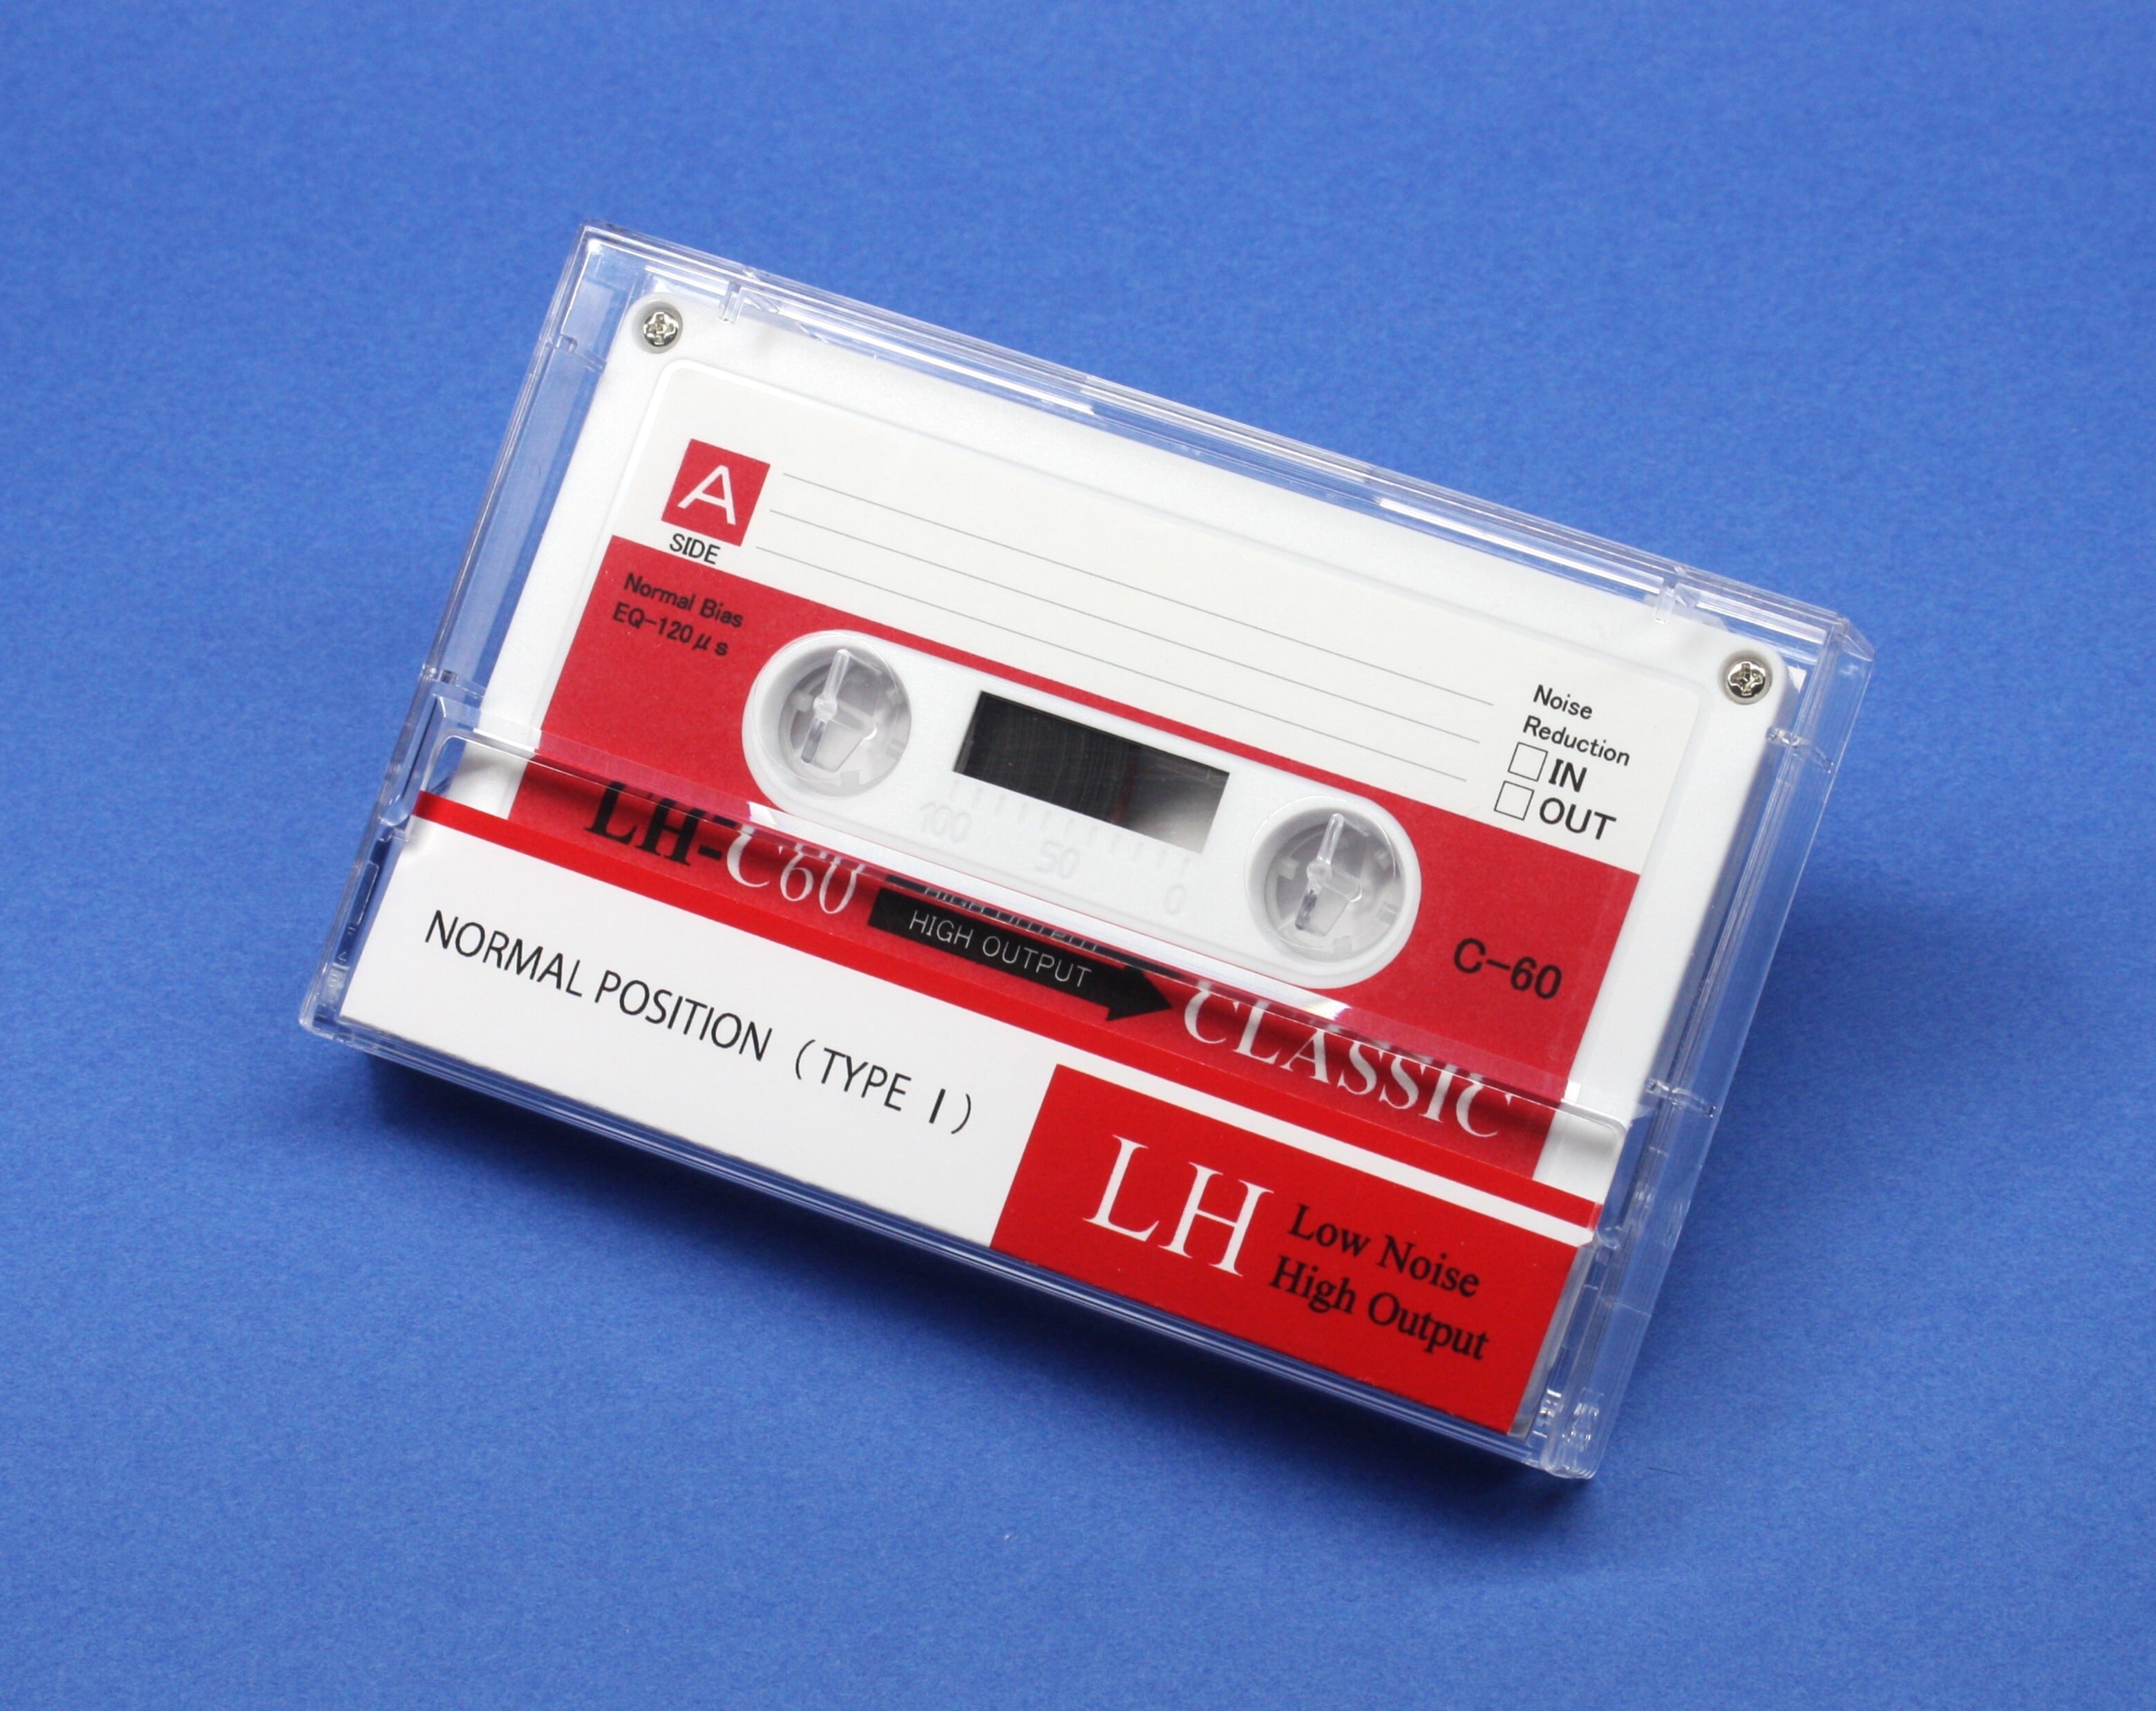 A
SIDE
Normal Bias
EQ-120μs
Noise
Reduction
IN
OUT
100
50
0
C-60
LH-C60
HIGH OUTPUT
CLASSIC
NORMAL POSITION (TYPE I)
LH
Low Noise
High Output